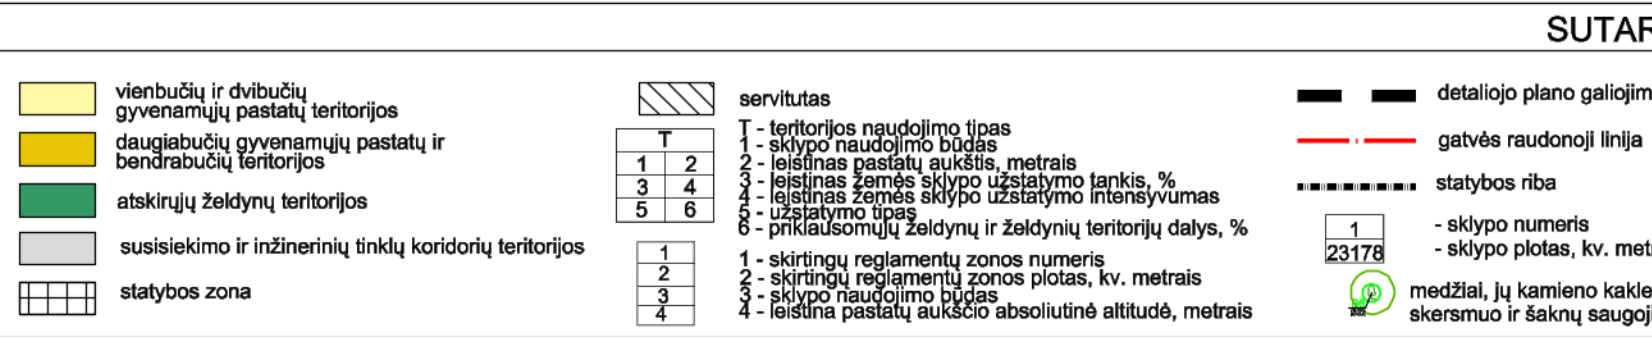 SUTAR
vienbučių ir dvibučių
gyvenamųjų pastatų teritorijos
daugiabučių gyvenamųjų pastatų ir
bendrabučių teritorijos
atskirųjų želdynų teritorijos
susisiekimo ir inžinerinių tinklų koridorių teritorijos
statybos zona
servitutas
T
1 2
3 4
5 6
T - teritorijos naudojimo tipas
1 - sklypo naudojimo būdas
2 - leistinas pastatų aukštis, metrais
3 - leistinas žemės sklypo užstatymo tankis, %
4 - leistinas žemės sklypo užstatymo intensyvumas
5 - užstatymo tipas
6 - priklausomųjų želdynų ir želdynių teritorijų dalys, %
1
2
3
4
1 - skirtingų reglamentų zonos numeris
2 - skirtingų reglamentų zonos plotas, kv. metrais
3 - sklypo naudojimo būdas
4 - leistina pastatų aukščio absoliutinė altitudė, metrais
detaliojo plano galiojim
gatvės raudonoji linija
statybos riba
1
23178
- sklypo numeris
- sklypo plotas, kv. met
medžiai, jų kamieno kakle
skersmuo ir šaknų saugoj